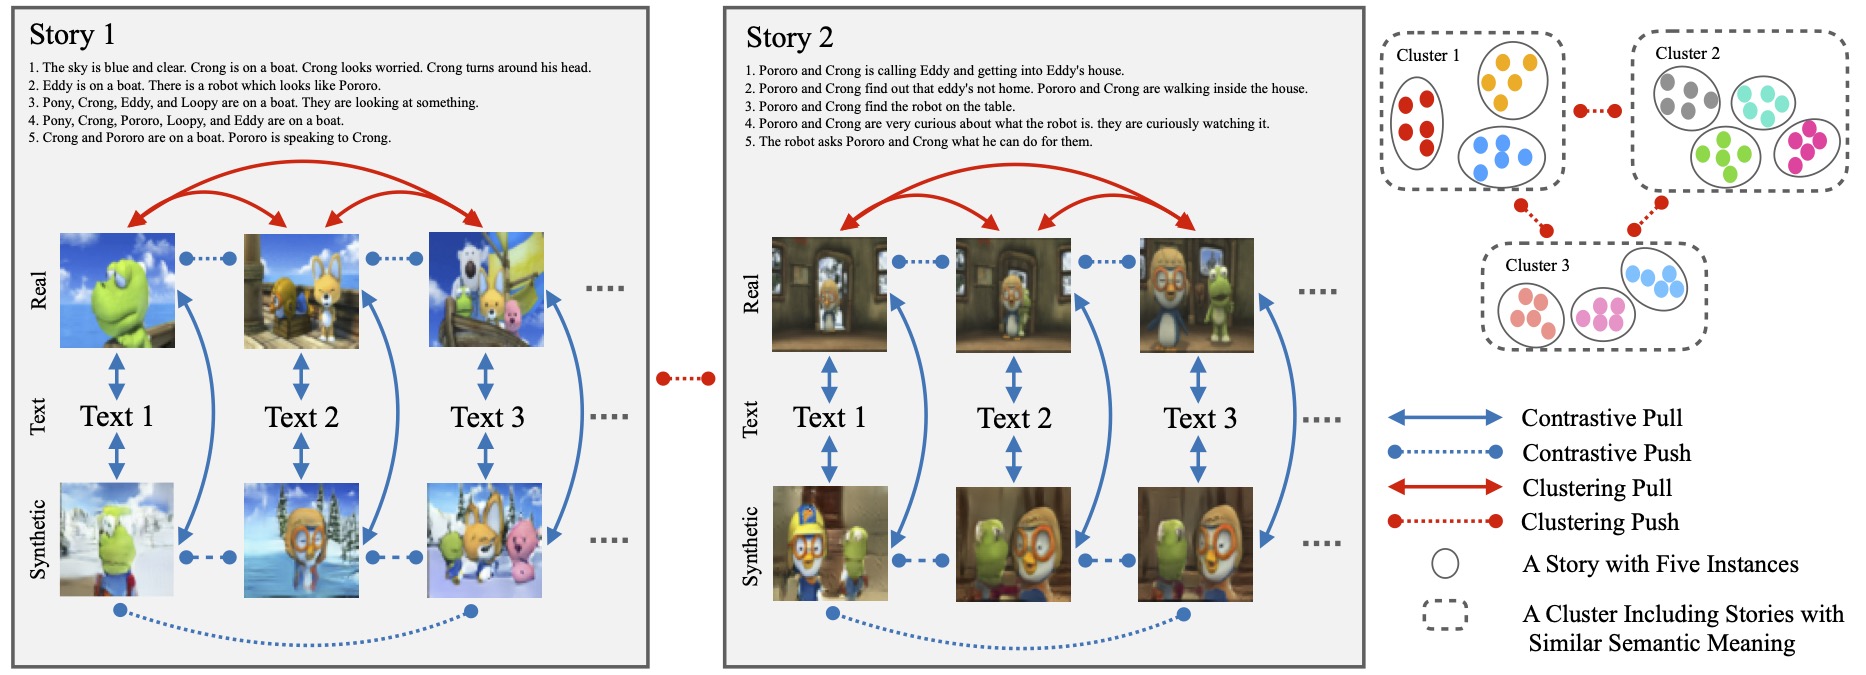 Story 1
1. The sky is blue and clear. Crong is on a boat. Crong looks worried. Crong turns around his head.
2. Eddy is on a boat. There is a robot which looks like Pororo.
3. Pony, Crong, Eddy, and Loopy are on a boat. They are looking at something.
4. Pony, Crong, Pororo, Loopy, and Eddy are on a boat.
5. Crong and Pororo are on a boat. Pororo is speaking to Crong.
Real
Text
Text 1
Text 2
Text 3
Synthetic
Story 2
1. Pororo and Crong is calling Eddy and getting into Eddy's house.
2. Pororo and Crong find out that eddy's not home. Pororo and Crong are walking inside the house.
3. Pororo and Crong find the robot on the table.
4. Pororo and Crong are very curious about what the robot is. they are curiously watching it.
5. The robot asks Pororo and Crong what he can do for them.
Real
Text
Text 1
Text 2
Text 3
Synthetic
Cluster 1
Cluster 2
Cluster 3
Contrastive Pull
Contrastive Push
Clustering Pull
Clustering Push
A Story with Five Instances
A Cluster Including Stories with
Similar Semantic Meaning